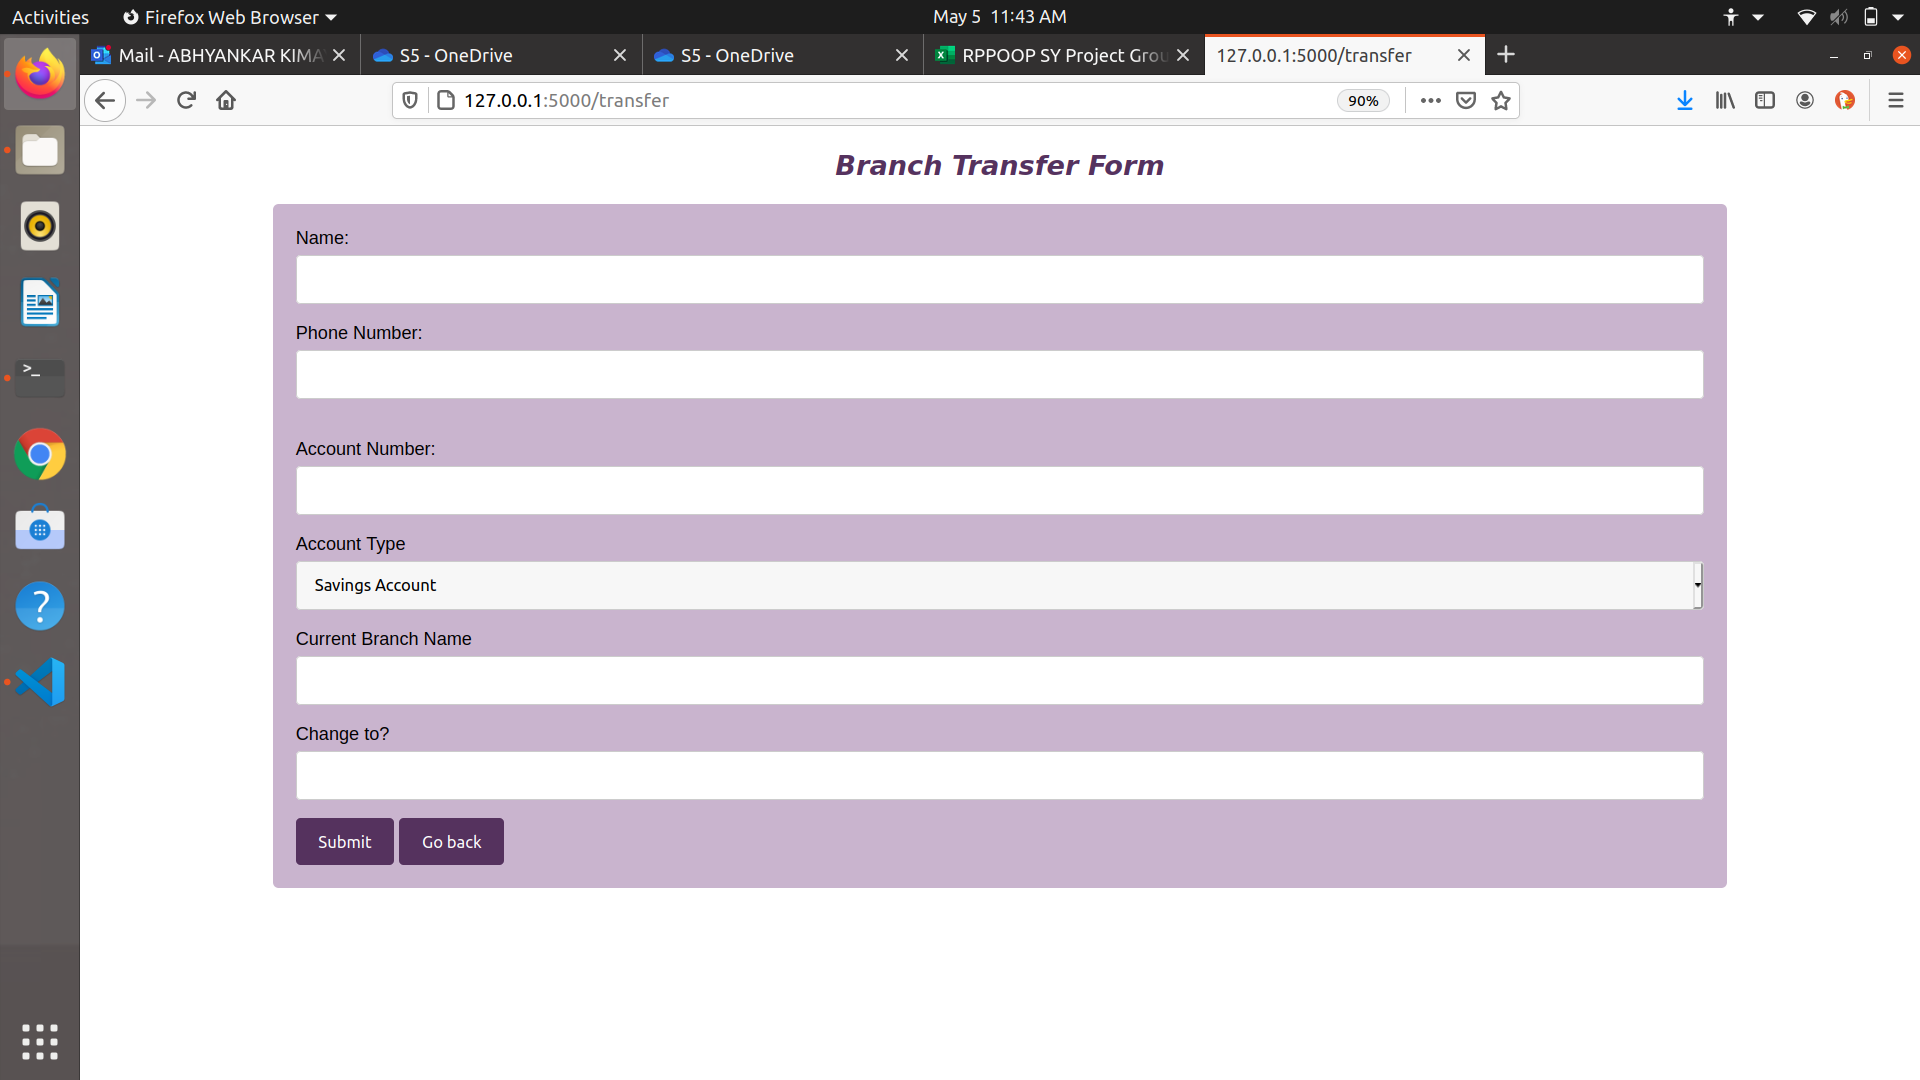 Activities Firefox Web Browser May 5 11:43 AM
Mail - ABHYANKAR KIMA S5 - OneDrive S5 - OneDrive RPPOOP SY Project Grou 127.0.0.1:5000/transfer
127.0.0.1:5000/transfer 90%
Branch Transfer Form
Name:
Phone Number:
Account Number:
Account Type
Savings Account
Current Branch Name
Change to?
Submit Go back